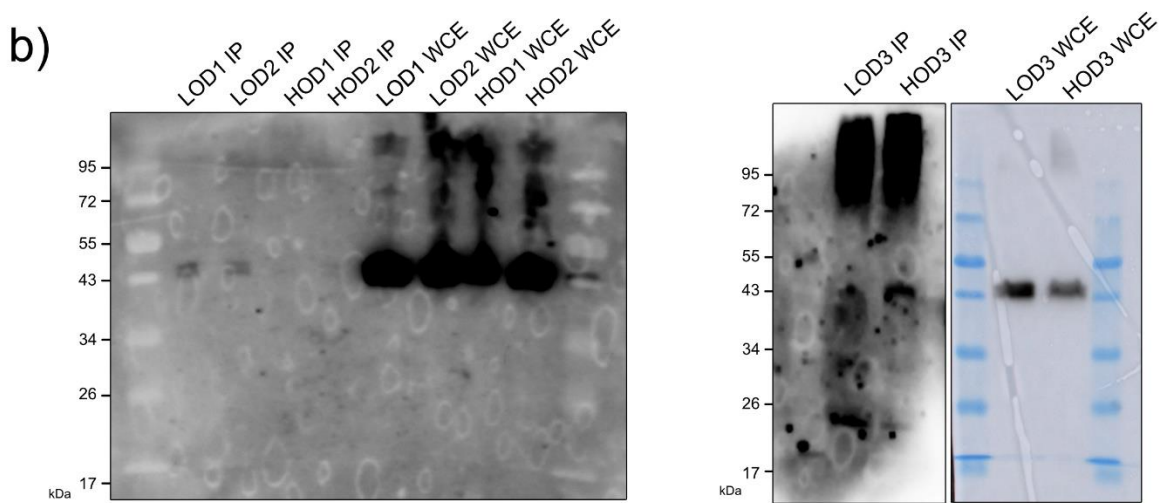 b)
LOD1 IP
LOD2 IP
HOD1 IP
HOD2 IP
LOD1 WCE
LOD2 WCE
HOD1 WCE
HOD2 WCE
95
72
55
43
34
26
17
kDa
LOD3 IP
HOD3 IP
LOD3 WCE
HOD3 WCE
95
72
55
43
34
26
17
kDa